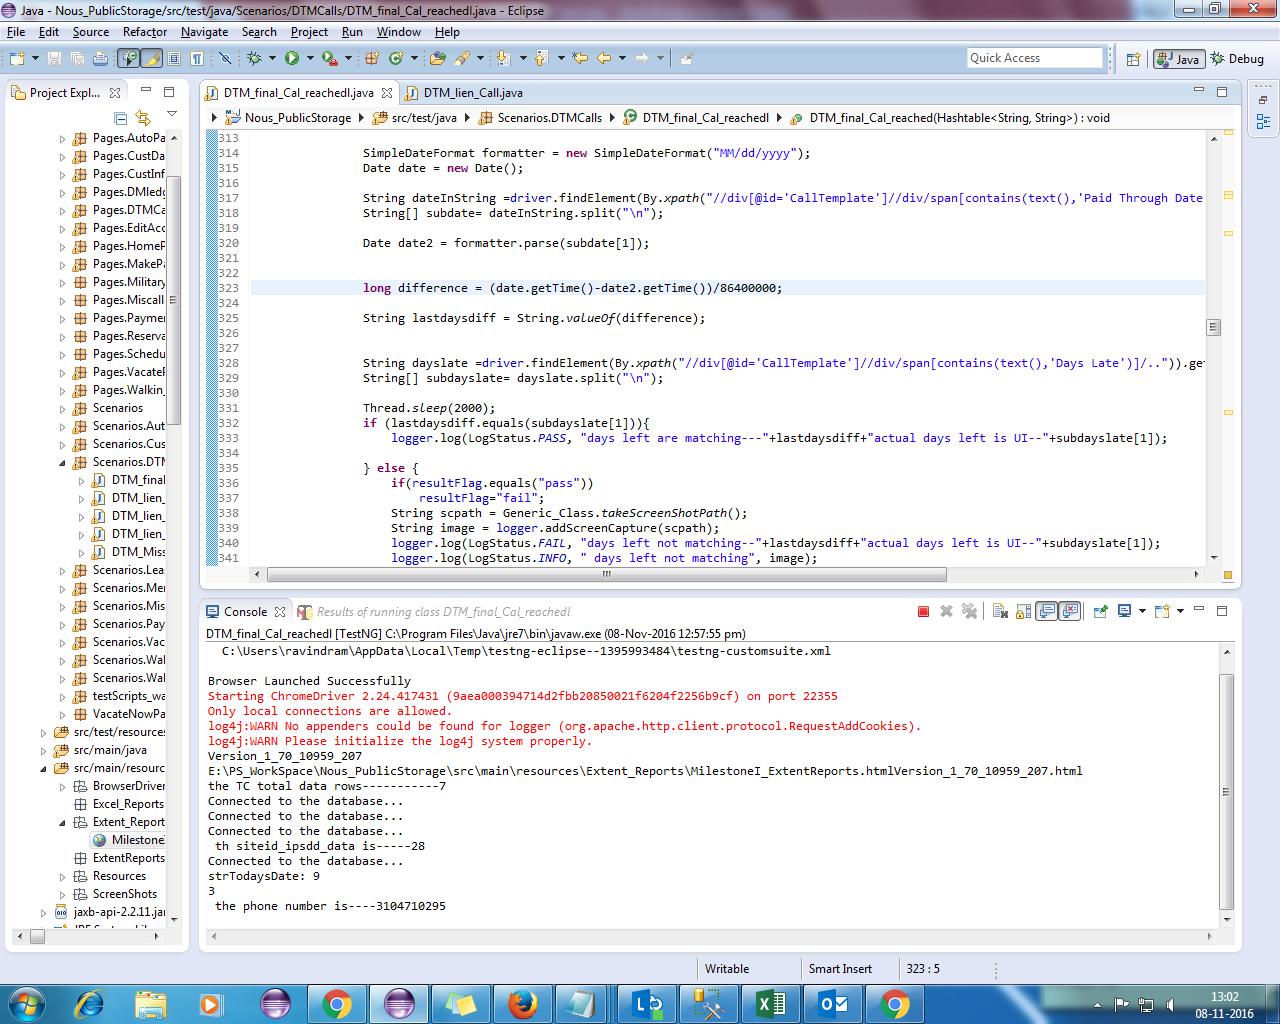 Java - Nous_PublicStorage/src/test/java/Scenarios/DTMCalls/DTM_final_Cal_reachedl.java - Eclipse
File Edit Source Refactor Navigate Search Project Run Window Help
Quick Access
Java
Debug
Project Expl...
DTM_final_Cal_reachedl.java
DTM_lien_Call.java
Nous_PublicStorage
src/test/java
Scenarios.DTMCalls
DTM_final_Cal_reachedl
DTM_final_Cal_reached(Hashtable<String, String>) : void
Pages.AutoPa
Pages.CustDa
Pages.CustInf
Pages.DMledg
Pages.DTMCa
Pages.EditAcc
Pages.HomeP
Pages.MakePa
Pages.Military
Pages.Miscall
Pages.Paymer
Pages.Reserva
Pages.Schedu
Pages.VacateF
Pages.Walkin_
Scenarios
Scenarios.Aut
Scenarios.Cus
Scenarios.DTM
DTM_final
DTM_lien_
DTM_lien_
DTM_lien_
DTM_Miss
Scenarios.Lea
Scenarios.Mer
Scenarios.Mis
Scenarios.Pay
Scenarios.Vac
Scenarios.Wal
Scenarios.Wal
testScripts_wa
VacateNowPa
src/test/resources
src/main/java
src/main/resourc
BrowserDriver
Excel_Reports
Extent_Report
Milestone
ExtentReports
Resources
ScreenShots
jaxb-api-2.2.11.jar
313
314 SimpleDateFormat formatter = new SimpleDateFormat("MM/dd/yyyy");
315 Date date = new Date();
316
317 String dateInString =driver.findElement(By.xpath("//div[@id='CallTemplate']//div/span[contains(text(),'Paid Through Date
318 String[] subdate= dateInString.split("\n");
319
320 Date date2 = formatter.parse(subdate[1]);
321
322
323 long difference = (date.getTime()-date2.getTime())/86400000;
324
325 String lastdaysdiff = String.valueOf(difference);
326
327
328 String dayslate =driver.findElement(By.xpath("//div[@id='CallTemplate']//div/span[contains(text(),'Days Late')]/..")).get
329 String[] subdayslate= dayslate.split("\n");
330
331 Thread.sleep(2000);
332 if (lastdaysdiff.equals(subdayslate[1])){
333 logger.log(LogStatus.PASS, "days left are matching---"+lastdaysdiff+"actual days left is UI--"+subdayslate[1]);
334
335 } else {
336 if(resultFlag.equals("pass"))
337 resultFlag="fail";
338 String scpath = Generic_Class.takeScreenShotPath();
339 String image = logger.addScreenCapture(scpath);
340 logger.log(LogStatus.FAIL, "days left not matching--"+lastdaysdiff+"actual days left is UI--"+subdayslate[1]);
341 logger.log(LogStatus.INFO, " days left not matching", image);
Console
Results of running class DTM_final_Cal_reachedl
DTM_final_Cal_reachedl [TestNG] C:\Program Files\Java\jre7\bin\javaw.exe (08-Nov-2016 12:57:55 pm)
C:\Users\ravindram\AppData\Local\Temp\testng-eclipse--1395993484\testng-customsuite.xml
Browser Launched Successfully
Starting ChromeDriver 2.24.417431 (9aea000394714d2fbb20850021f6204f2256b9cf) on port 22355
Only local connections are allowed.
log4j:WARN No appenders could be found for logger (org.apache.http.client.protocol.RequestAddCookies).
log4j:WARN Please initialize the log4j system properly.
Version_1_70_10959_207
E:\PS_WorkSpace\Nous_PublicStorage\src\main\resources\Extent_Reports\MilestoneI_ExtentReports.htmlVersion_1_70_10959_207.html
the TC total data rows-----------7
Connected to the database...
Connected to the database...
Connected to the database...
th siteid_ipsdd_data is-----28
Connected to the database...
strTodaysDate: 9
3
the phone number is----3104710295
Writable
Smart Insert
323 : 5
13:02
08-11-2016